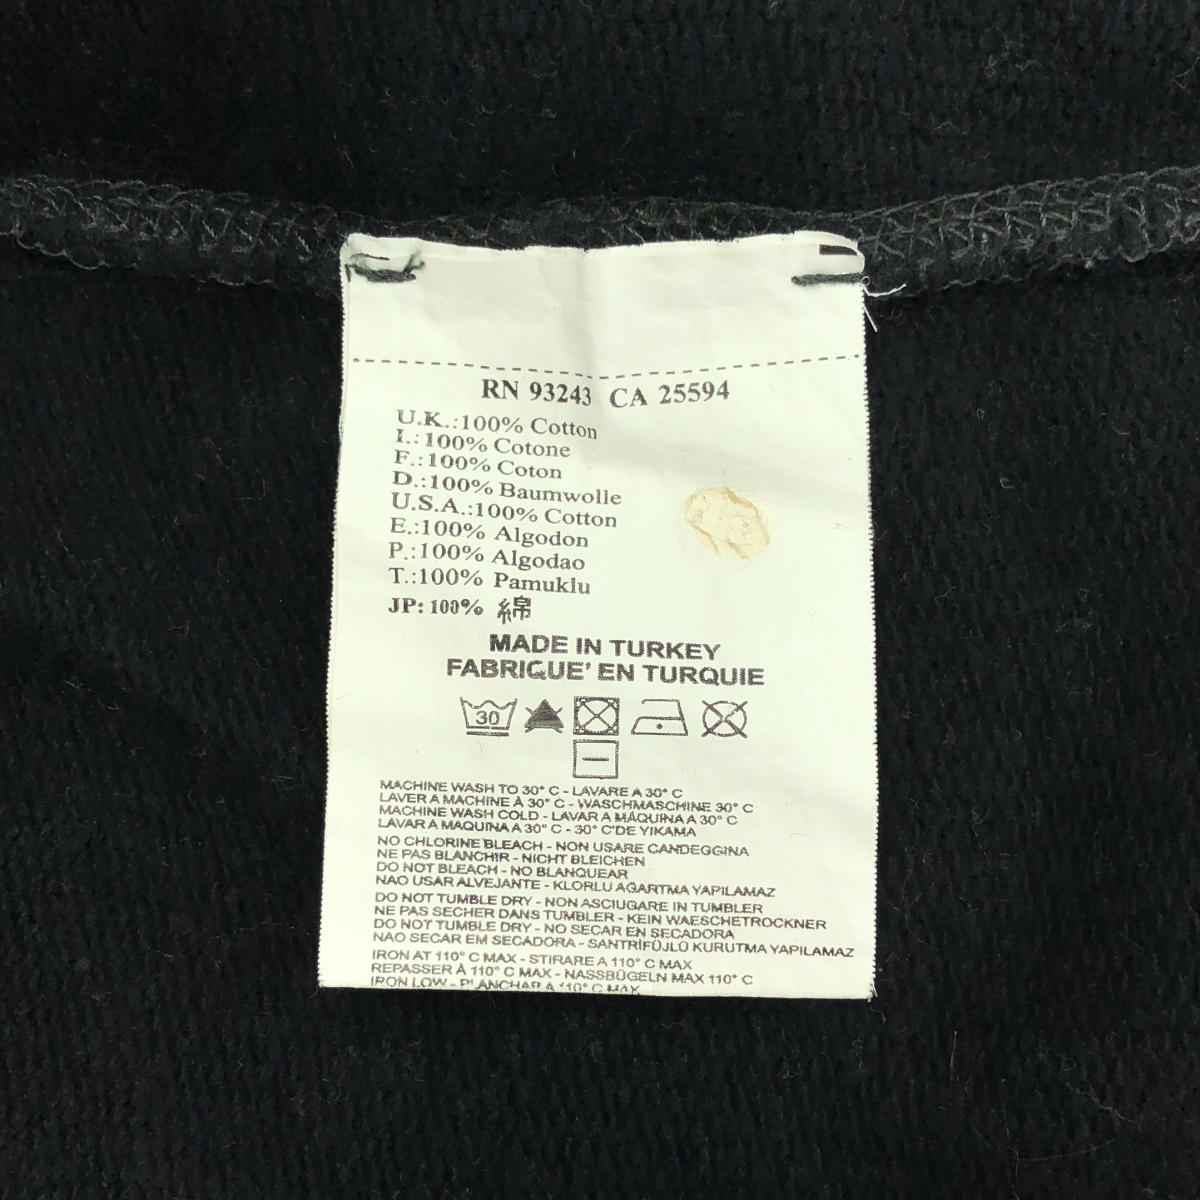 RN 93243 CA 25594
U.K.:100% Cotton
I.:100% Cotone
F.:100% Coton
D.:100% Baumwolle
U.S.A.:100% Cotton
E.:100% Algodon
P.:100% Algodao
T.:100% Pamuklu
JP: 100% 綿
MADE IN TURKEY
FABRIQUE' EN TURQUIE
30
MACHINE WASH TO 30° C - LAVARE A 30° C
LAVER A MACHINE À 30° C - WASCHMASCHINE 30° C
MACHINE WASH COLD - LAVAR A MÁQUINA A 30° C
LAVAR A MAQUINA A 30° C - 30° C'DE YIKAMA
NO CHLORINE BLEACH - NON USARE CANDEGGINA
NE PAS BLANCHIR - NICHT BLEICHEN
DO NOT BLEACH - NO BLANQUEAR
NAO USAR ALVEJANTE - KLORLU AGARTMA YAPILAMAZ
DO NOT TUMBLE DRY - NON ASCIUGARE IN TUMBLER
NE PAS SECHER DANS TUMBLER - KEIN WAESCHETROCKNER
DO NOT TUMBLE DRY - NO SECAR EN SECADORA
NAO SECAR EM SECADORA - SANTRİFÜJLÜ KURUTMA YAPILAMAZ
IRON AT 110° C MAX - STIRARE A 110° C MAX
REPASSER À 110° C MAX - NASSBÜGELN MAX 110° C
IRON LOW - PLANCHAR A 110° C MAX